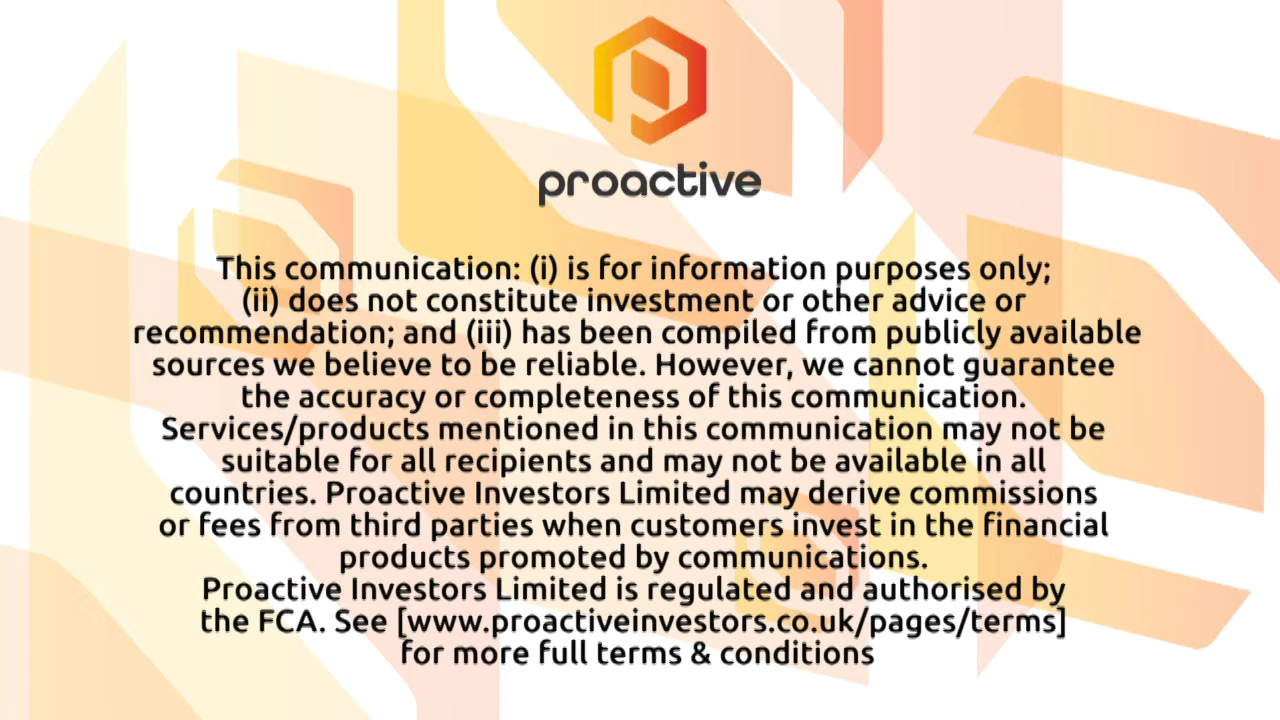 proactive
This communication: (i) is for information purposes only;
(ii) does not constitute investment or other advice or
recommendation; and (iii) has been compiled from publicly available
sources we believe to be reliable. However, we cannot guarantee
the accuracy or completeness of this communication.
Services/products mentioned in this communication may not be
suitable for all recipients and may not be available in all
countries. Proactive Investors Limited may derive commissions
or fees from third parties when customers invest in the financial
products promoted by communications.
Proactive Investors Limited is regulated and authorised by
the FCA. See [www.proactiveinvestors.co.uk/pages/terms]
for more full terms & conditions